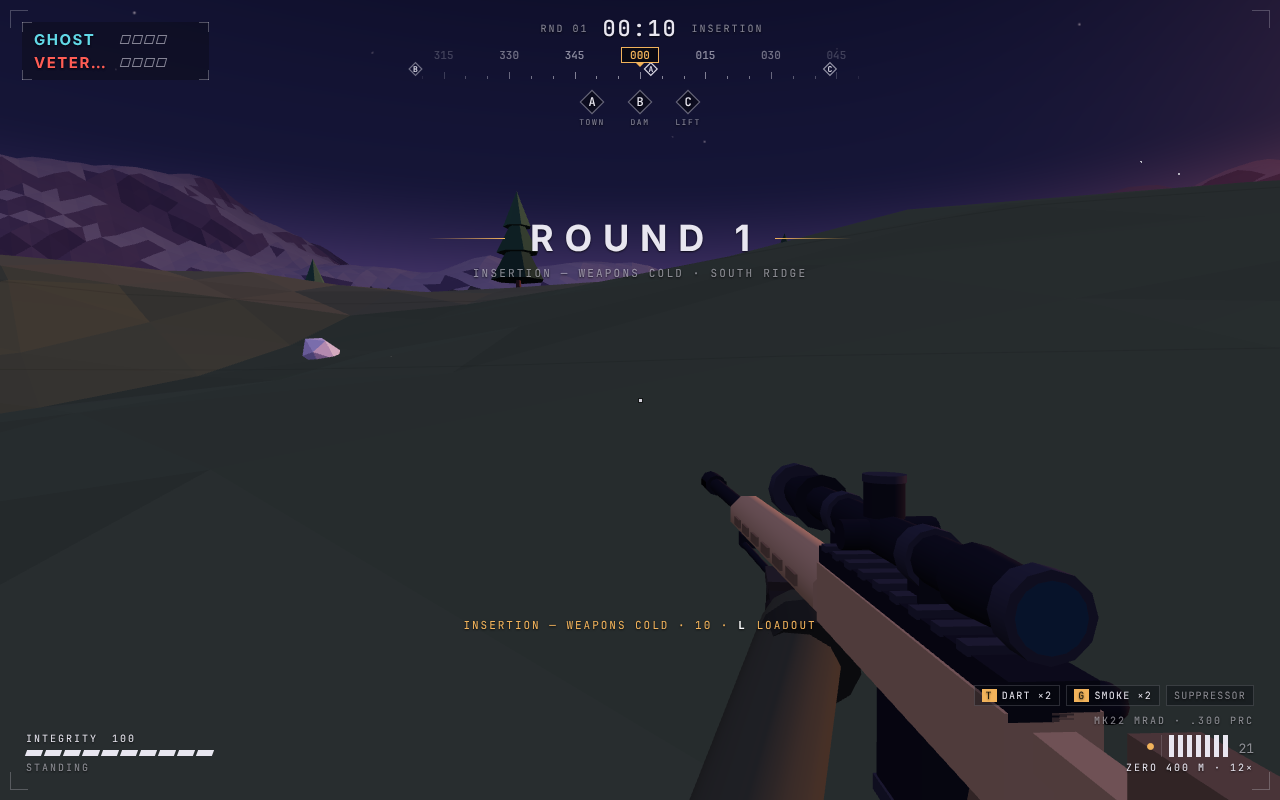 GHOST
VETER...
RND 01 00:10 INSERTION
315 330 345 000 015 030 045
B A C
A B C
TOWN DAM LIFT
ROUND 1
INSERTION — WEAPONS COLD · SOUTH RIDGE
INSERTION — WEAPONS COLD · 10 · L LOADOUT
T DART ×2 G SMOKE ×2 SUPPRESSOR
MK22 MRAD · .300 PRC
21
ZERO 400 M · 12×
INTEGRITY 100
STANDING